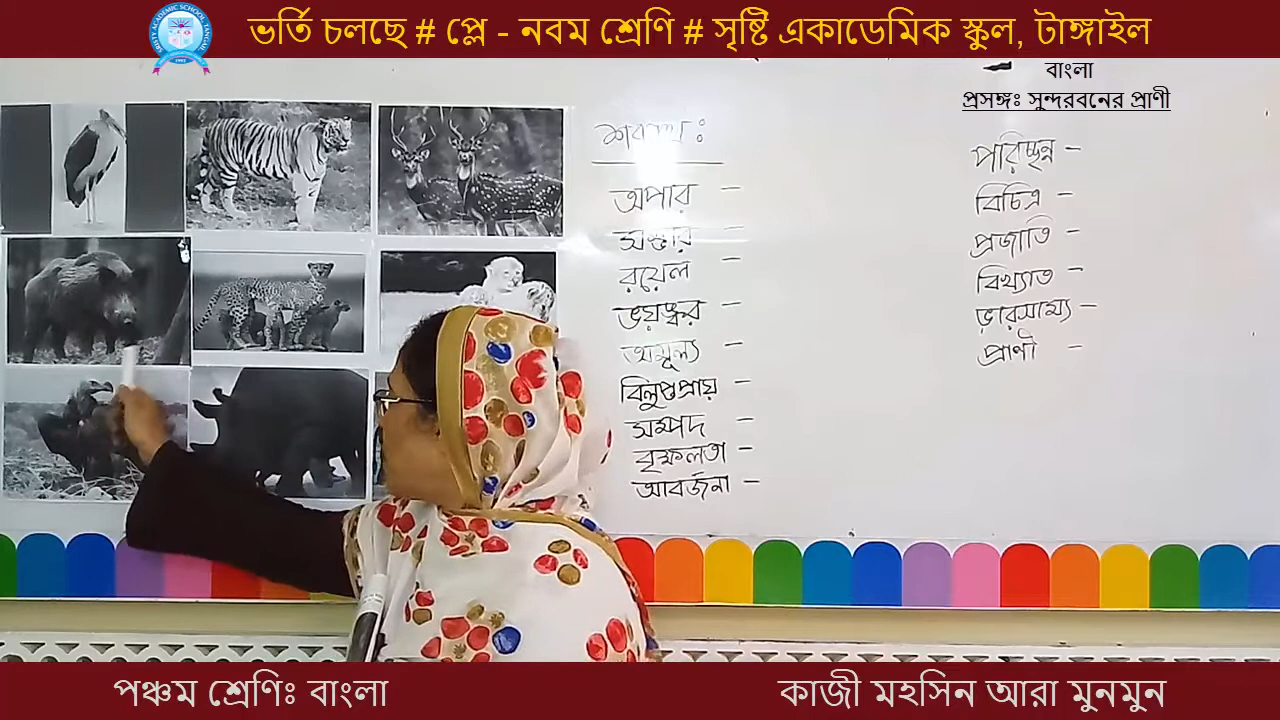 ভর্তি চলছে # প্লে - নবম শ্রেণি # সৃষ্টি একাডেমিক স্কুল, টাঙ্গাইল
বাংলা
প্রসঙ্গঃ সুন্দরবনের প্রাণী
অপার -
সম্ভার -
রয়েল -
ভয়ঙ্কর -
অমূল্য -
বিলুপ্তপ্রায় -
সম্পদ -
বৃক্ষলতা -
আবর্জনা -
পরিচ্ছন্ন -
বিচিত্র -
প্রজাতি -
বিখ্যাত -
ভারসাম্য -
প্রাণী -
পঞ্চম শ্রেণিঃ বাংলা
কাজী মহসিন আরা মুনমুন